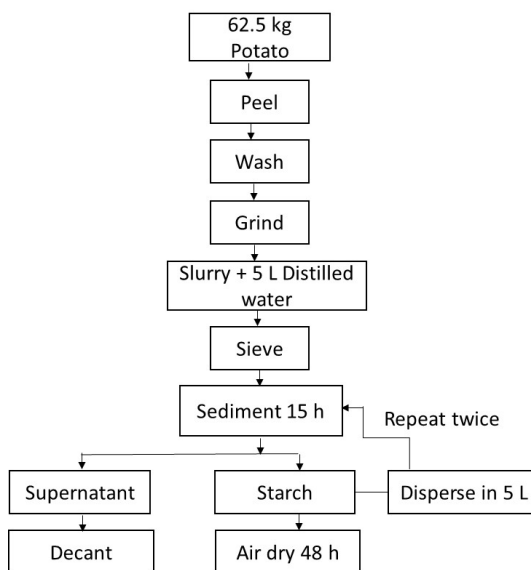 62.5 kg
Potato
Peel
Wash
Grind
Slurry + 5 L Distilled
water
Sieve
Sediment 15 h
Repeat twice
Supernatant
Starch
Disperse in 5 L
Decant
Air dry 48 h